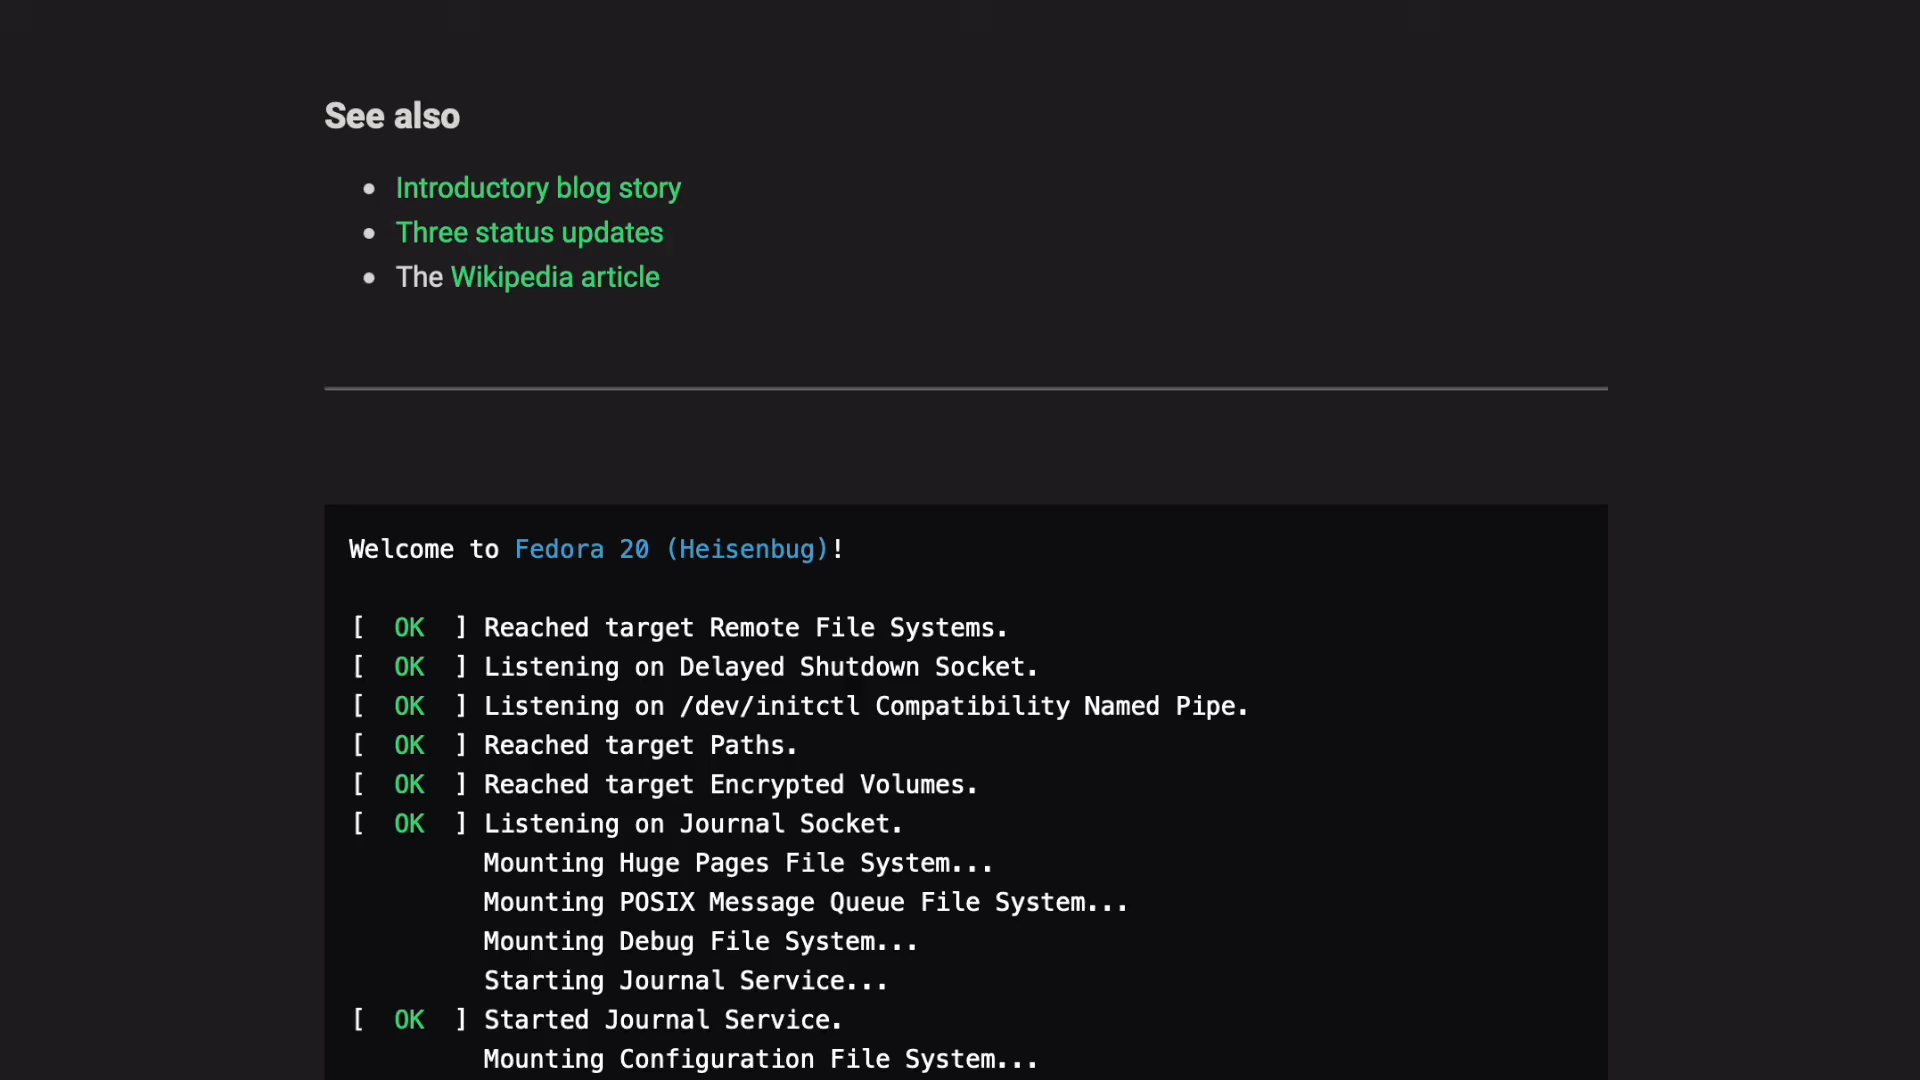 See also
• Introductory blog story
• Three status updates
• The Wikipedia article
Welcome to Fedora 20 (Heisenbug)!
[  OK  ] Reached target Remote File Systems.
[  OK  ] Listening on Delayed Shutdown Socket.
[  OK  ] Listening on /dev/initctl Compatibility Named Pipe.
[  OK  ] Reached target Paths.
[  OK  ] Reached target Encrypted Volumes.
[  OK  ] Listening on Journal Socket.
         Mounting Huge Pages File System...
         Mounting POSIX Message Queue File System...
         Mounting Debug File System...
         Starting Journal Service...
[  OK  ] Started Journal Service.
         Mounting Configuration File System...